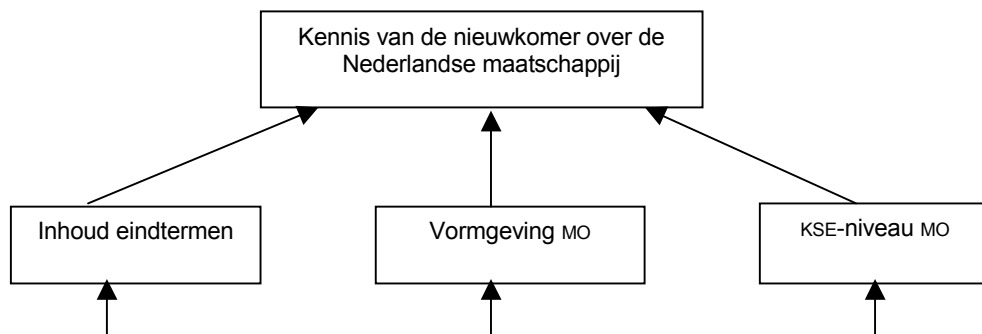 Kennis van de nieuwkomer over de
Nederlandse maatschappij
Inhoud eindtermen
Vormgeving MO
KSE-niveau MO